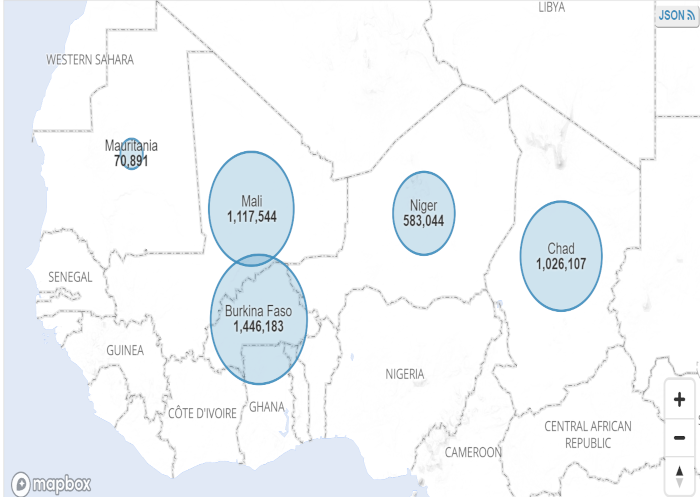 LIBYA
JSON
WESTERN SAHARA
Mauritania
70,891
Mali
1,117,544
Niger
583,044
Chad
1,026,107
SENEGAL
Burkina Faso
1,446,183
GUINEA
NIGERIA
CÔTE D'IVOIRE
GHANA
CENTRAL AFRICAN
REPUBLIC
CAMEROON
mapbox